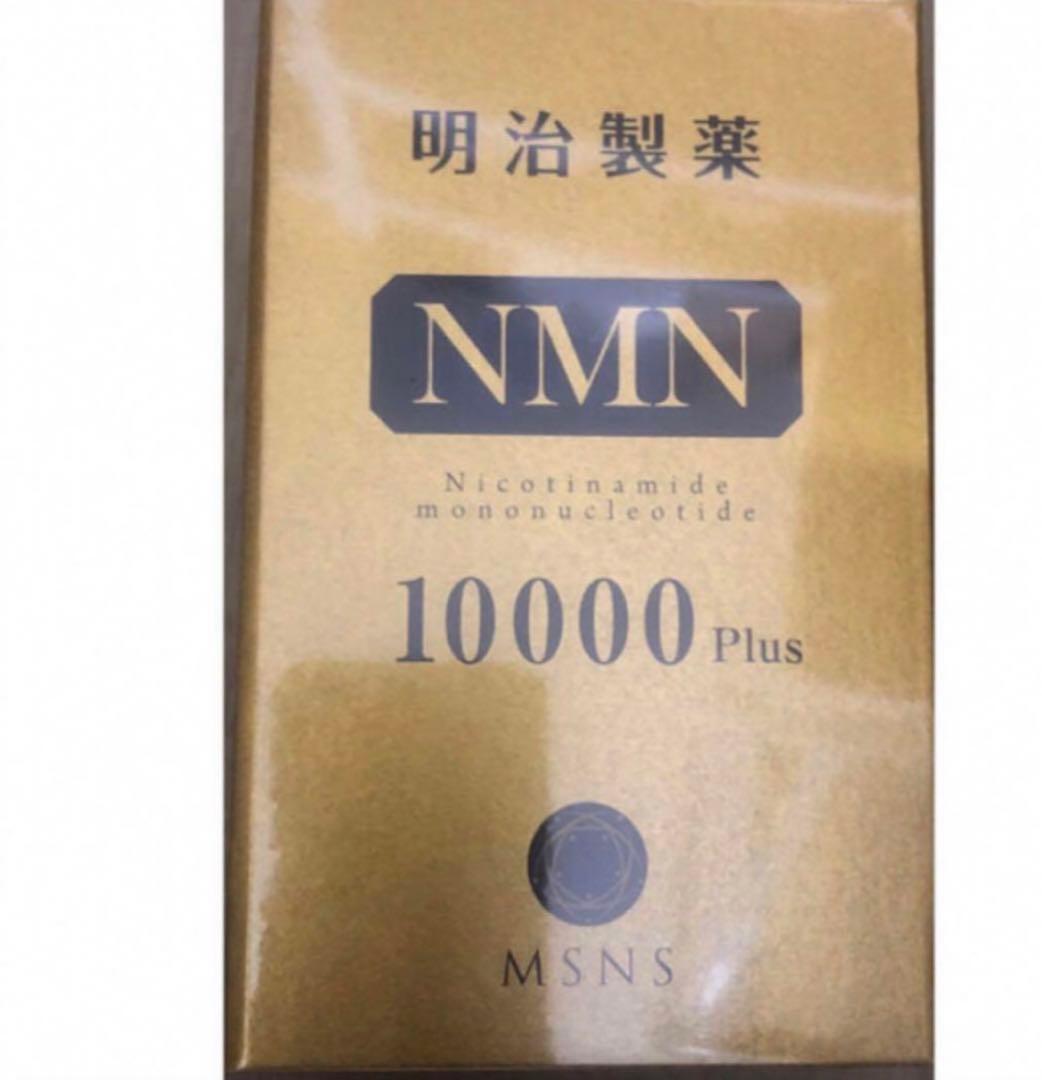 明治製薬
NMN
Nicotinamide
mononucleotide
10000 Plus
MSNS